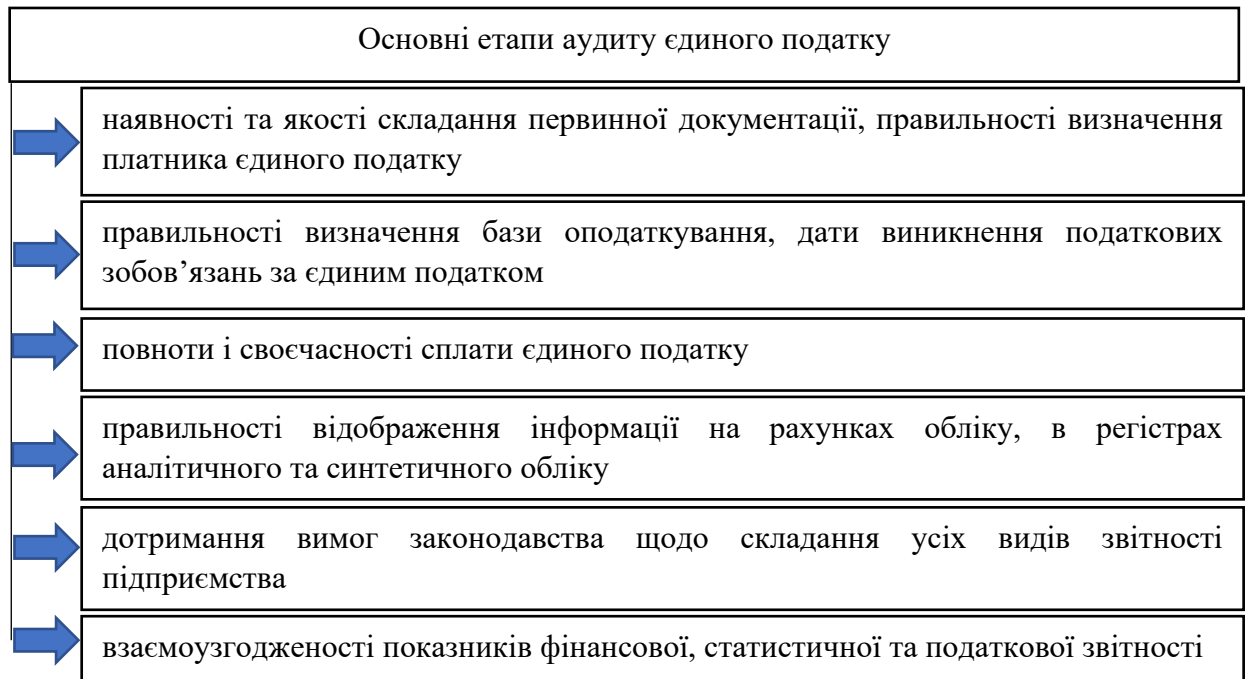 Основні етапи аудиту єдиного податку
наявності та якості складання первинної документації, правильності визначення
платника єдиного податку
правильності визначення бази оподаткування, дати виникнення податкових
зобов’язань за єдиним податком
повноти і своєчасності сплати єдиного податку
правильності відображення інформації на рахунках обліку, в регістрах
аналітичного та синтетичного обліку
дотримання вимог законодавства щодо складання усіх видів звітності
підприємства
взаємоузгодженості показників фінансової, статистичної та податкової звітності